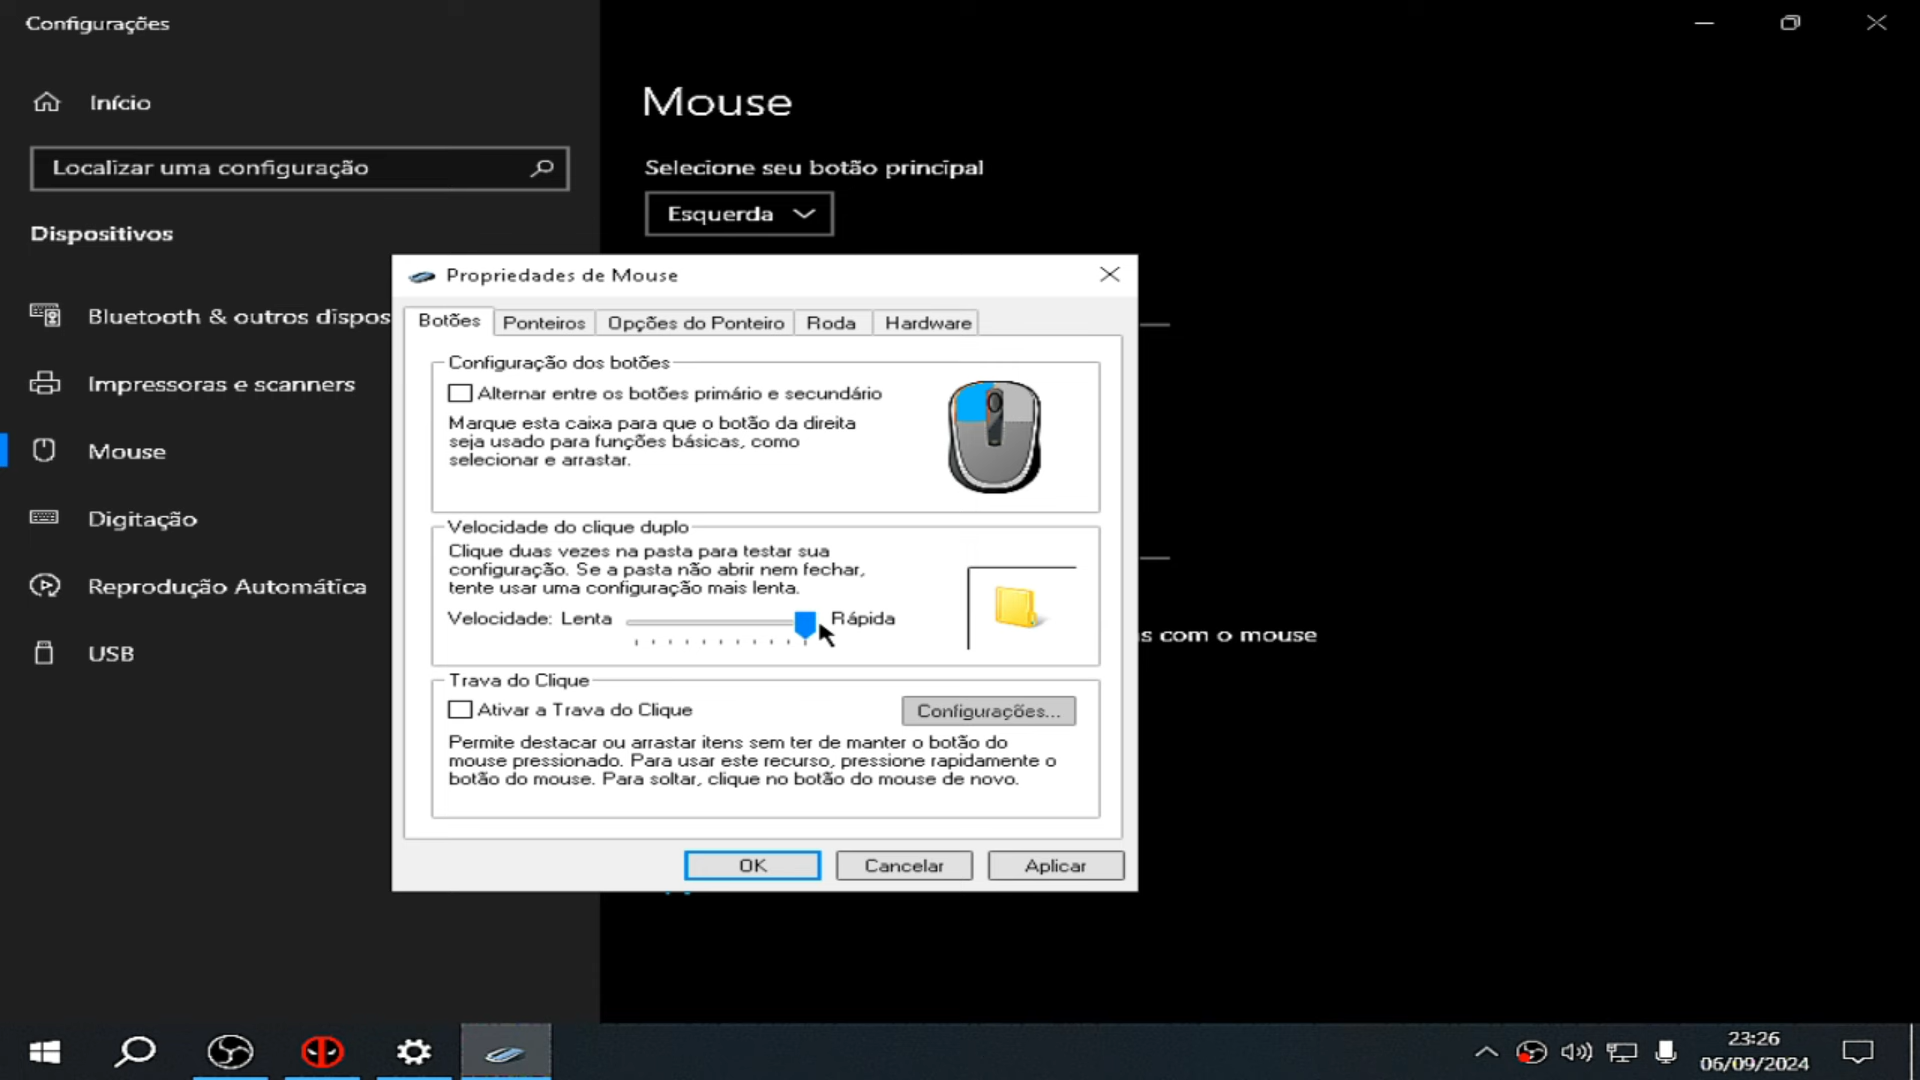 Configurações
Início
Localizar uma configuração
Dispositivos
Bluetooth & outros dispos
Impressoras e scanners
Mouse
Digitação
Reprodução Automática
USB
Mouse
Selecione seu botão principal
Esquerda
Propriedades de Mouse
Botões
Ponteiros
Opções do Ponteiro
Roda
Hardware
Configuração dos botões
Alternar entre os botões primário e secundário
Marque esta caixa para que o botão da direita
seja usado para funções básicas, como
selecionar e arrastar.
Velocidade do clique duplo
Clique duas vezes na pasta para testar sua
configuração. Se a pasta não abrir nem fechar,
tente usar uma configuração mais lenta.
Velocidade: Lenta
Rápida
Trava do Clique
Ativar a Trava do Clique
Configurações...
Permite destacar ou arrastar itens sem ter de manter o botão do
mouse pressionado. Para usar este recurso, pressione rapidamente o
botão do mouse. Para soltar, clique no botão do mouse de novo.
OK
Cancelar
Aplicar
s com o mouse
23:26
06/09/2024